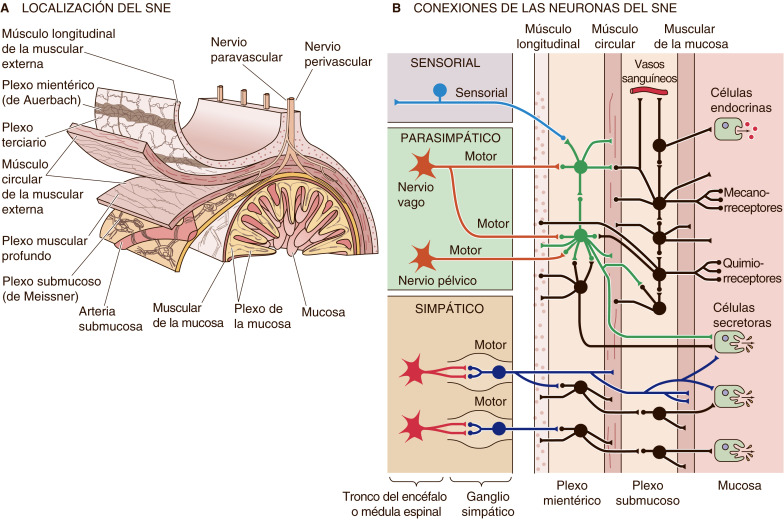 A LOCALIZACIÓN DEL SNE
Músculo longitudinal
de la muscular
externa
Plexo mientérico
(de Auerbach)
Plexo
terciario
Músculo
circular
de la muscular
externa
Plexo muscular
profundo
Plexo submucoso
(de Meissner)
Arteria
submucosa
Muscular
de la mucosa
Plexo de
la mucosa
Mucosa
Nervio
paravascular
Nervio
perivascular
B CONEXIONES DE LAS NEURONAS DEL SNE
Músculo
longitudinal
Músculo
circular
Muscular
de la mucosa
SENSORIAL
Sensorial
Vasos
sanguíneos
Células
endocrinas
PARASIMPÁTICO
Motor
Nervio
vago
Motor
Motor
Nervio pélvico
Mecano-
rreceptores
Quimio-
rreceptores
Células
secretoras
SIMPÁTICO
Motor
Motor
Tronco del encéfalo
o médula espinal
Ganglio
simpático
Plexo
mientérico
Plexo
submucoso
Mucosa